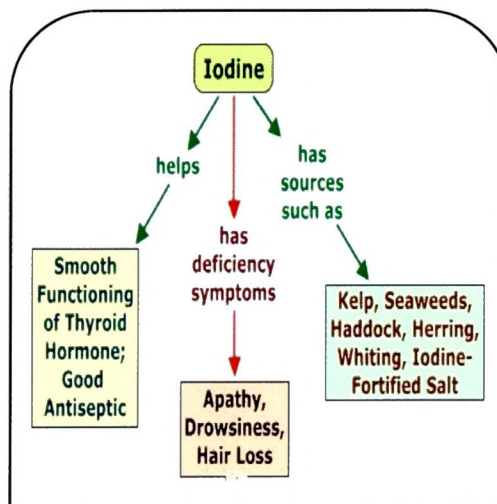 Iodine
helps
has
sources
such as
has
deficiency
symptoms
Smooth
Functioning
of Thyroid
Hormone;
Good
Antiseptic
Kelp, Seaweeds,
Haddock, Herring,
Whiting, Iodine-
Fortified Salt
Apathy,
Drowsiness,
Hair Loss